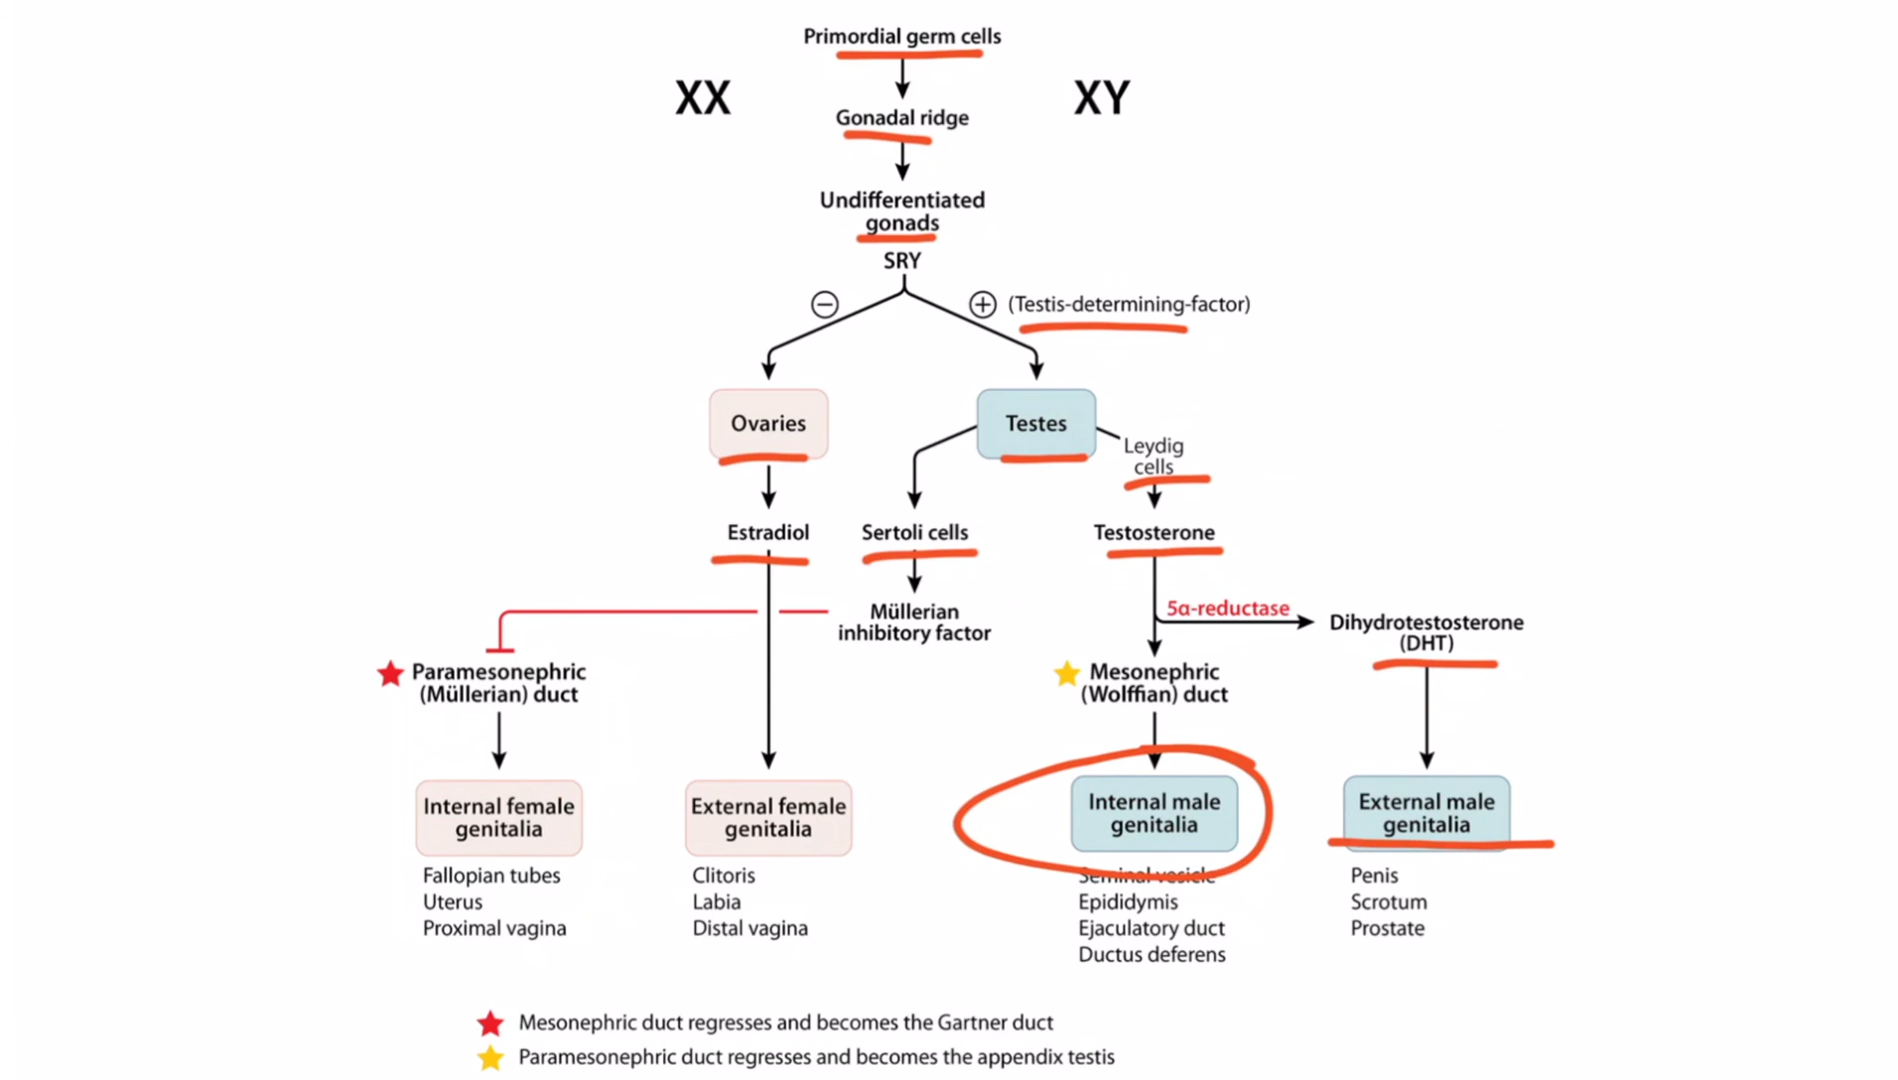 Primordial germ cells
XX
XY
Gonadal ridge
Undifferentiated
gonads
SRY
(Testis-determining-factor)
Ovaries
Testes
Leydig
cells
Estradiol
Sertoli cells
Testosterone
Müllerian
inhibitory factor
5α-reductase
Dihydrotestosterone
(DHT)
Paramesonephric
(Müllerian) duct
Mesonephric
(Wolffian) duct
Internal female
genitalia
Fallopian tubes
Uterus
Proximal vagina
External female
genitalia
Clitoris
Labia
Distal vagina
Internal male
genitalia
Seminal vesicle
Epididymis
Ejaculatory duct
Ductus deferens
External male
genitalia
Penis
Scrotum
Prostate
Mesonephric duct regresses and becomes the Gartner duct
Paramesonephric duct regresses and becomes the appendix testis